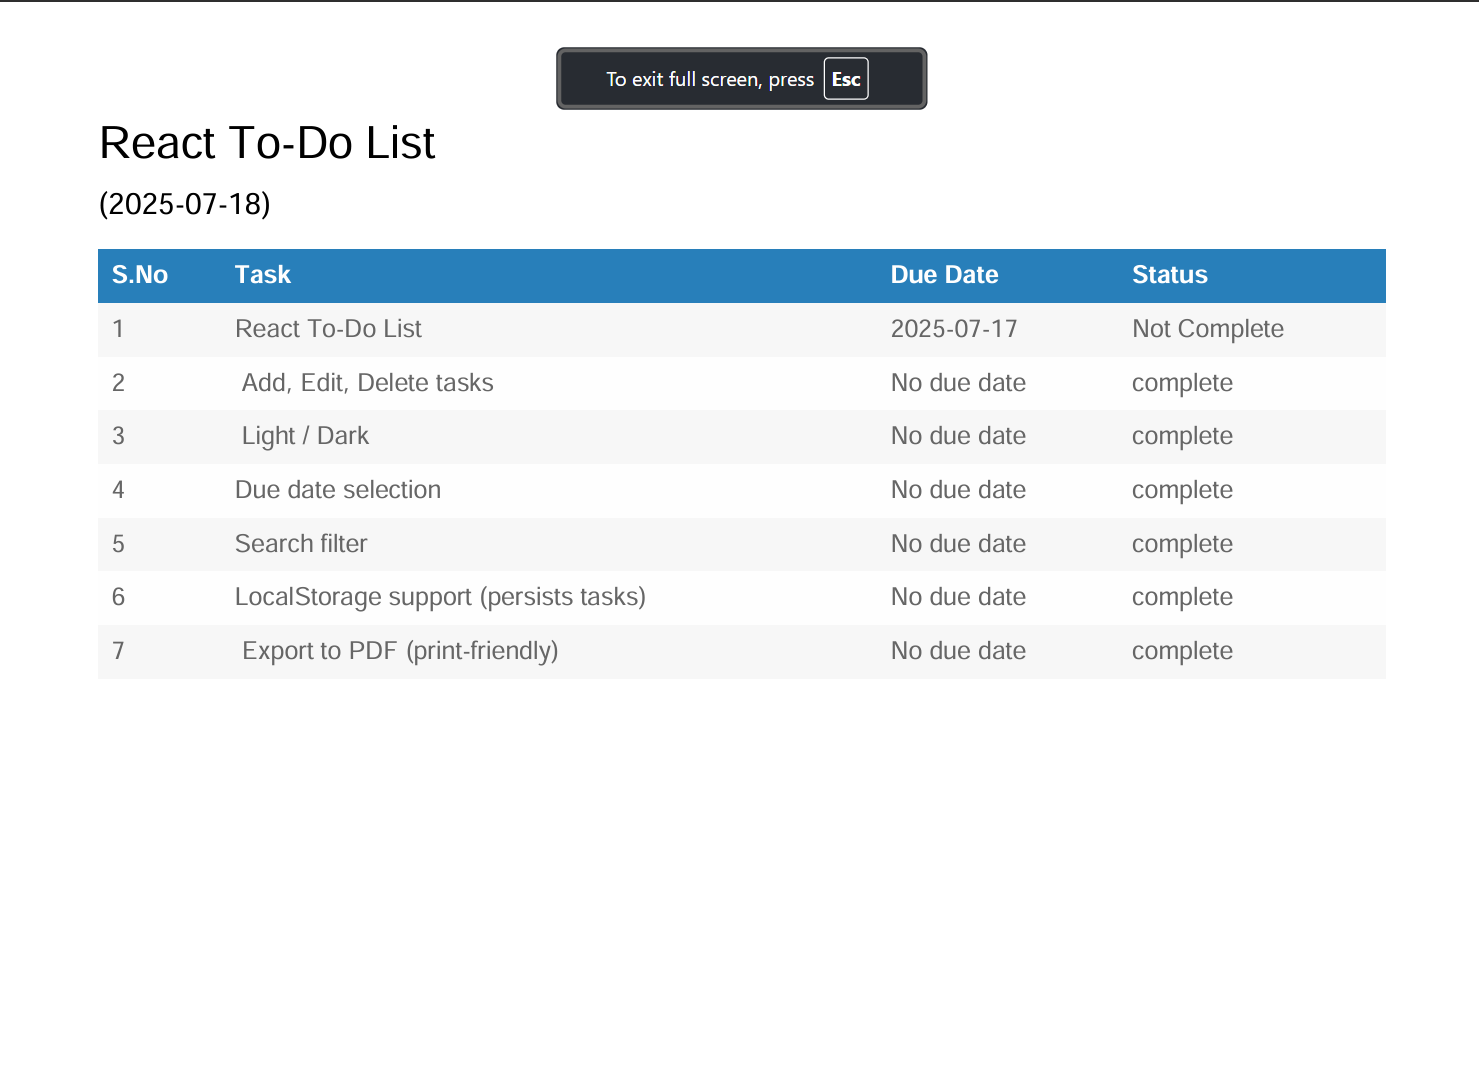 To exit full screen, press Esc
React To-Do List
(2025-07-18)
S.No Task Due Date Status
1 React To-Do List 2025-07-17 Not Complete
2 Add, Edit, Delete tasks No due date complete
3 Light / Dark No due date complete
4 Due date selection No due date complete
5 Search filter No due date complete
6 LocalStorage support (persists tasks) No due date complete
7 Export to PDF (print-friendly) No due date complete